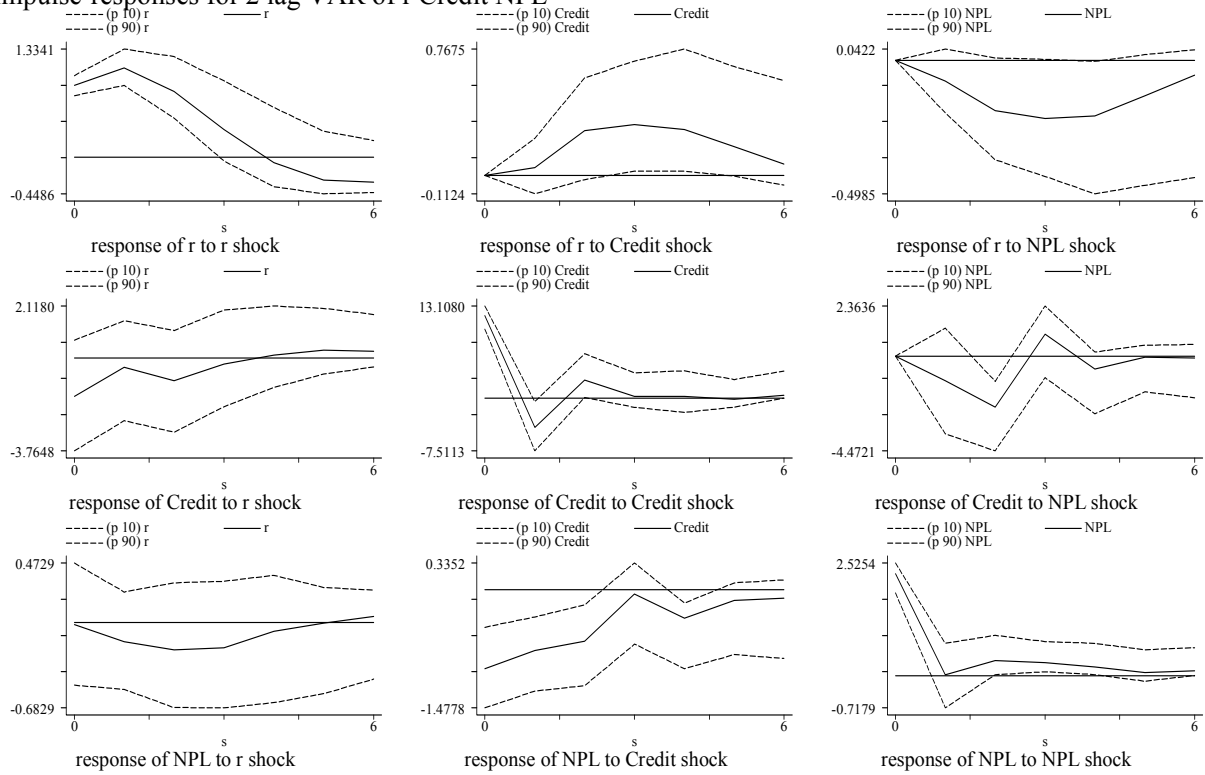 impulse responses for 2 lag VAR of r Credit NPL
(p 10) r r
(p 90) r
1.3341
-0.4486
0 6
s
response of r to r shock
(p 10) Credit Credit
(p 90) Credit
0.7675
-0.1124
0 6
s
response of r to Credit shock
(p 10) NPL NPL
(p 90) NPL
0.0422
-0.4985
0 6
s
response of r to NPL shock
(p 10) r r
(p 90) r
2.1180
-3.7648
0 6
s
response of Credit to r shock
(p 10) Credit Credit
(p 90) Credit
13.1080
-7.5113
0 6
s
response of Credit to Credit shock
(p 10) NPL NPL
(p 90) NPL
2.3636
-4.4721
0 6
s
response of Credit to NPL shock
(p 10) r r
(p 90) r
0.4729
-0.6829
0 6
s
response of NPL to r shock
(p 10) Credit Credit
(p 90) Credit
0.3352
-1.4778
0 6
s
response of NPL to Credit shock
(p 10) NPL NPL
(p 90) NPL
2.5254
-0.7179
0 6
s
response of NPL to NPL shock